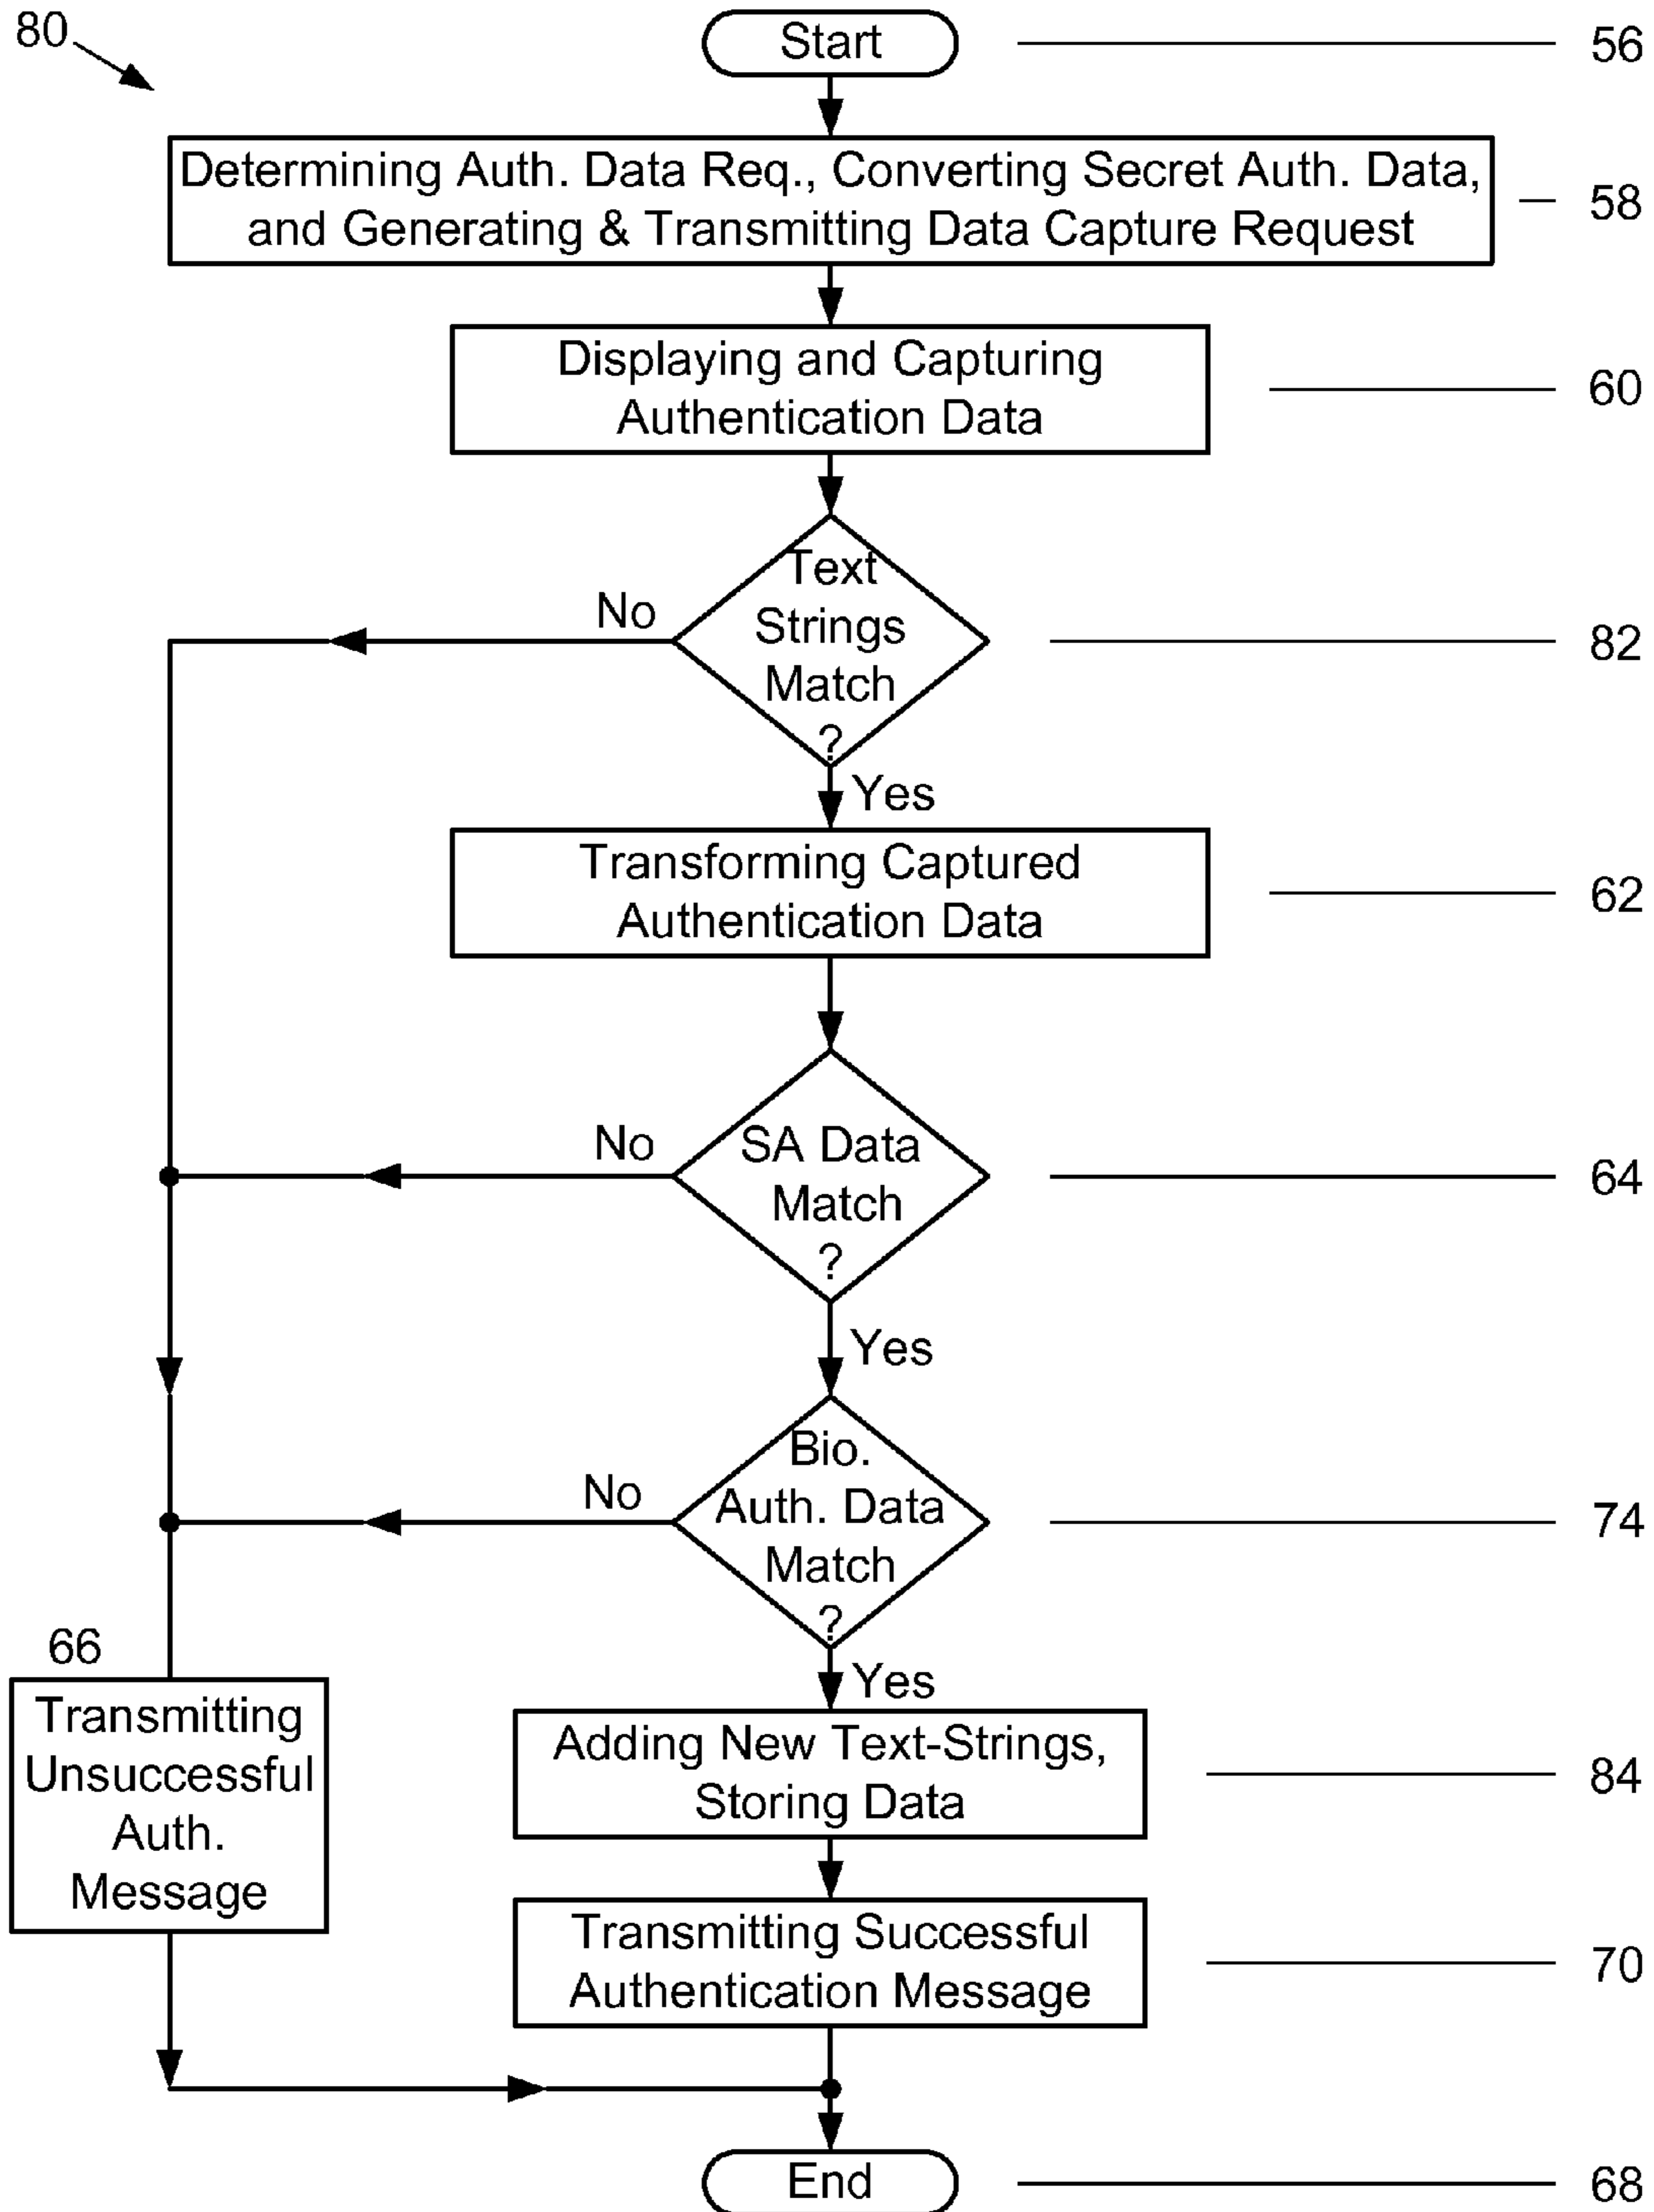 80
Start
56
Determining Auth. Data Req., Converting Secret Auth. Data,
and Generating & Transmitting Data Capture Request
58
Displaying and Capturing
Authentication Data
60
Text
Strings
Match
?
No
82
Yes
Transforming Captured
Authentication Data
62
No
SA Data
Match
?
64
Yes
No
Bio.
Auth. Data
Match
?
74
Yes
66
Transmitting
Unsuccessful
Auth.
Message
Adding New Text-Strings,
Storing Data
84
Transmitting Successful
Authentication Message
70
End
68